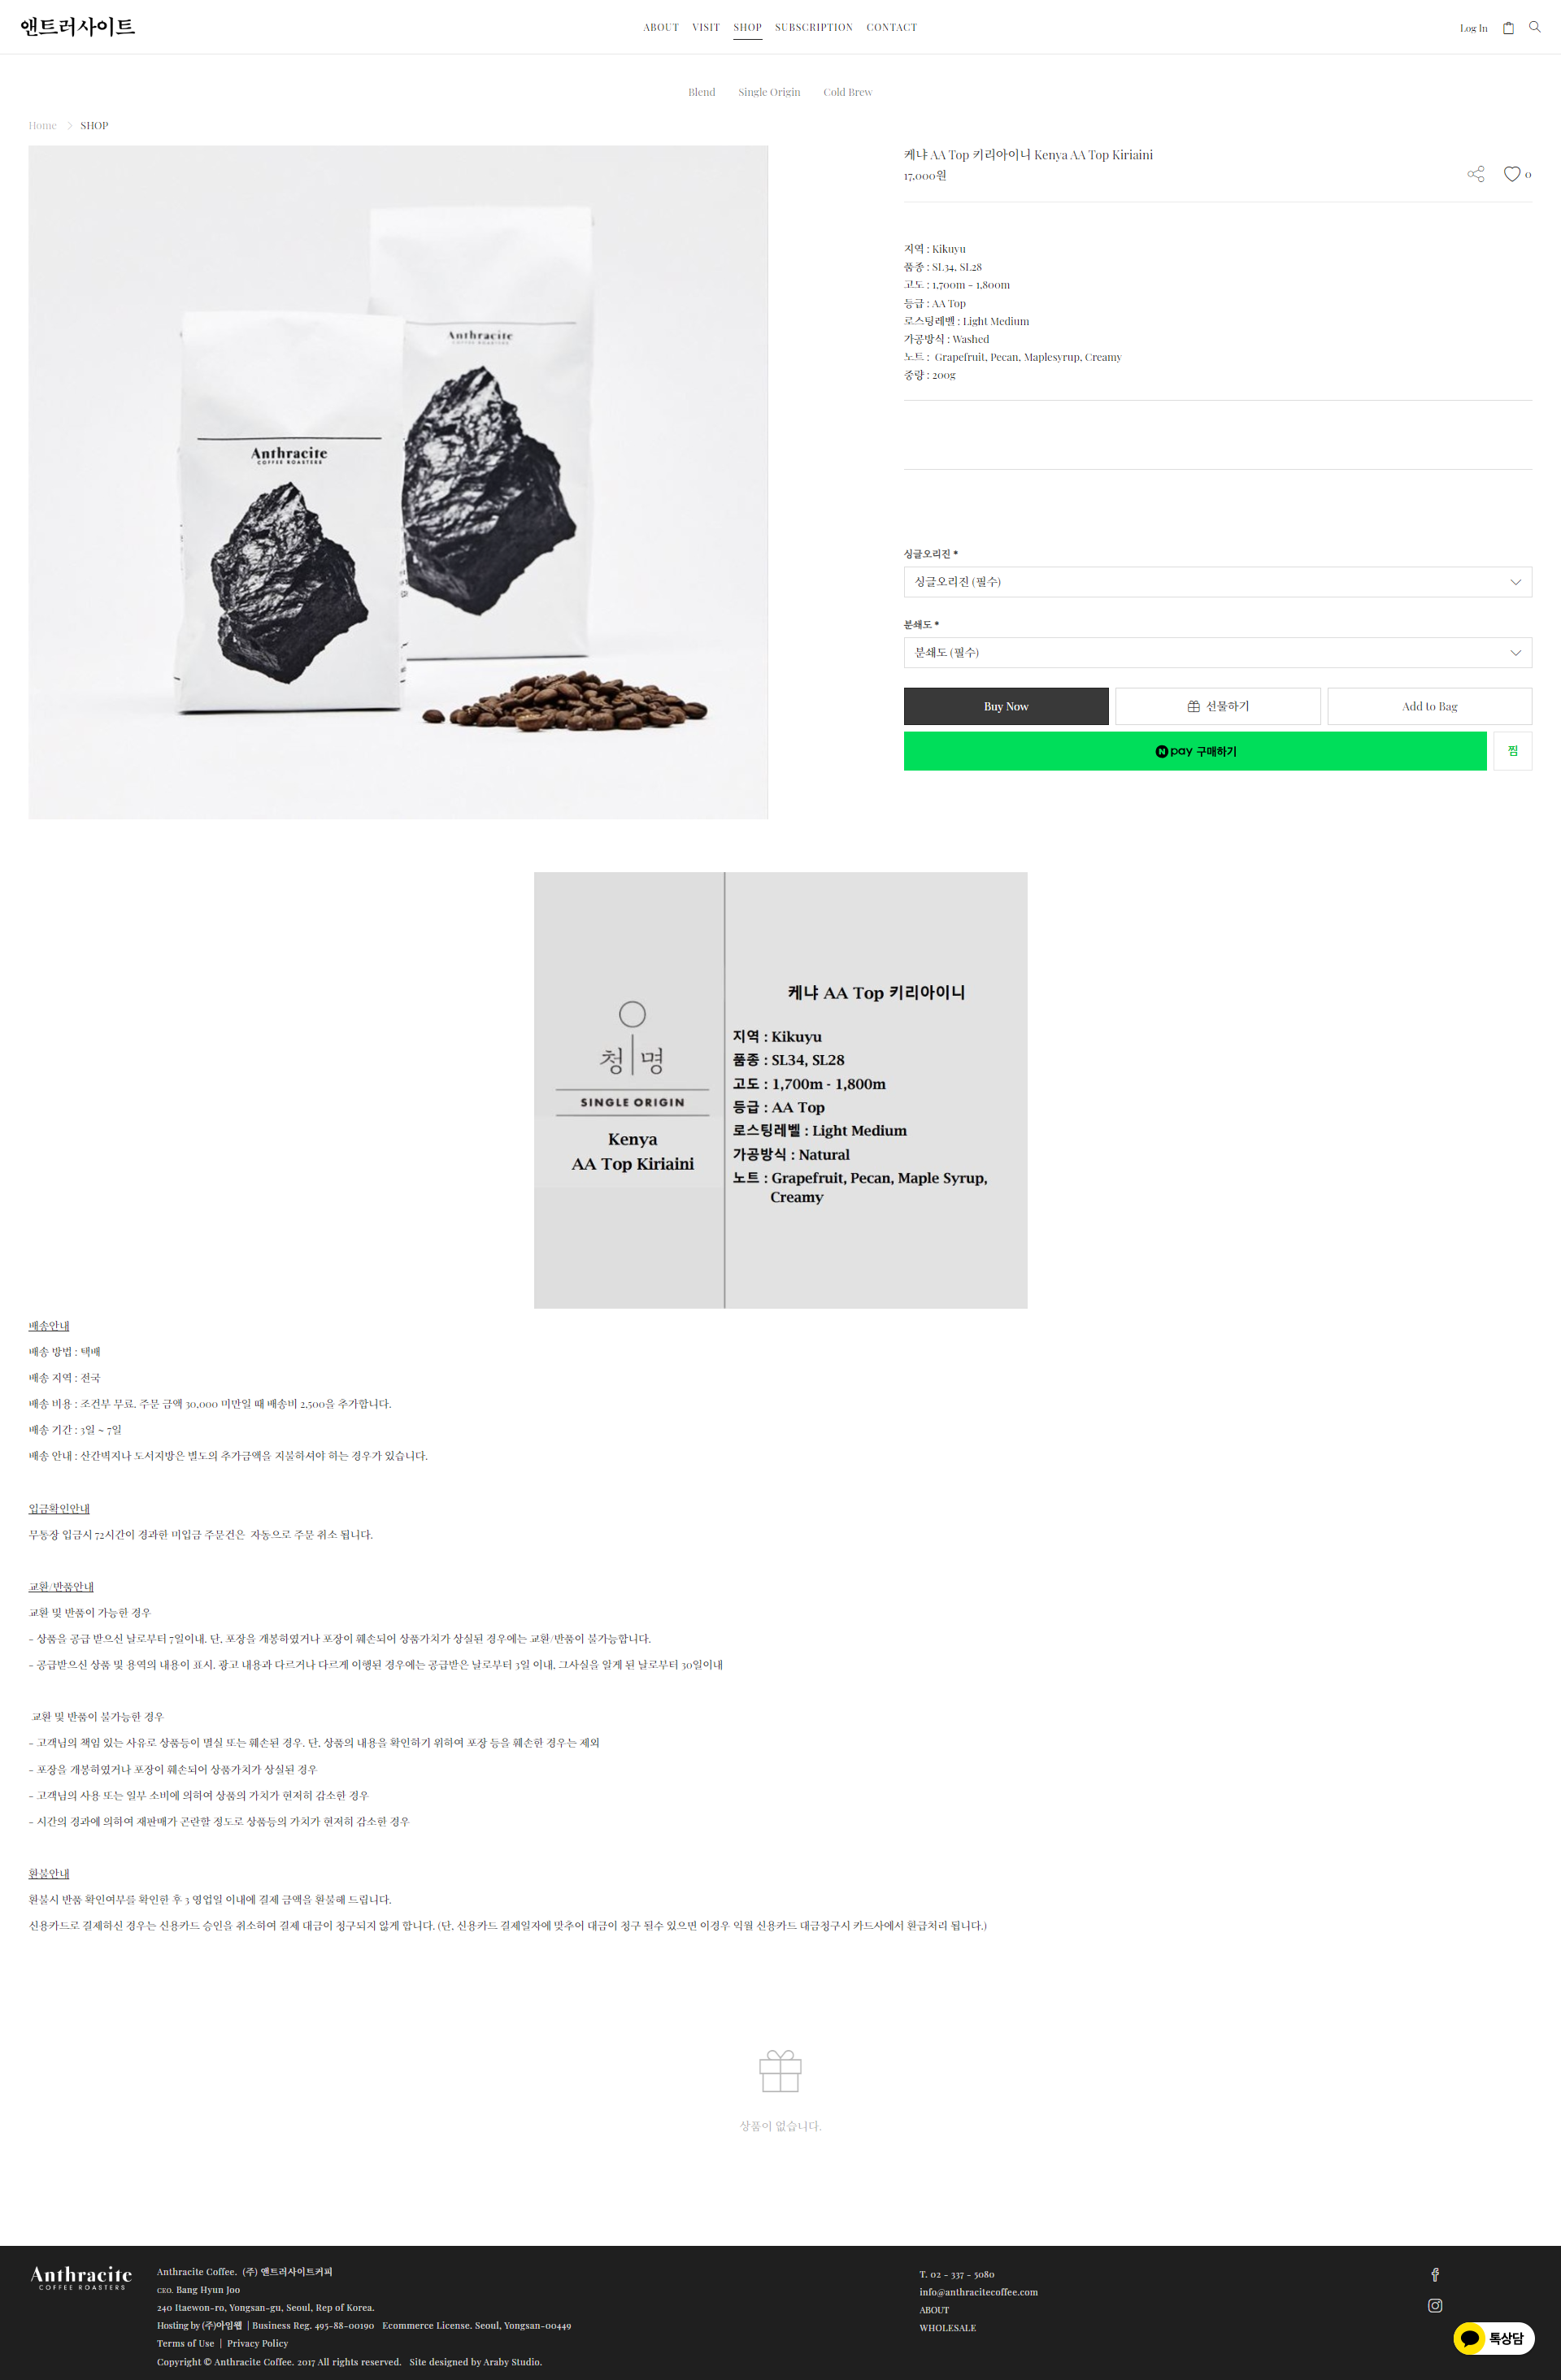 앤트러사이트
ABOUT VISIT SHOP SUBSCRIPTION CONTACT
Log In
Blend Single Origin Cold Brew
Home > SHOP
케냐 AA Top 키리아이니 Kenya AA Top Kiriaini
17,000원
0
Anthracite
COFFEE ROASTERS
Anthracite
COFFEE ROASTERS
지역 : Kikuyu
품종 : SL34, SL28
고도 : 1,700m - 1,800m
등급 : AA Top
로스팅레벨 : Light Medium
가공방식 : Washed
노트 : Grapefruit, Pecan, Maplesyrup, Creamy
중량 : 200g
싱글오리진 *
싱글오리진 (필수)
분쇄도 *
분쇄도 (필수)
Buy Now
선물하기
Add to Bag
N pay 구매하기
찜
청명
SINGLE ORIGIN
Kenya
AA Top Kiriaini
케냐 AA Top 키리아이니
지역 : Kikuyu
품종 : SL34, SL28
고도 : 1,700m - 1,800m
등급 : AA Top
로스팅레벨 : Light Medium
가공방식 : Natural
노트 : Grapefruit, Pecan, Maple Syrup,
Creamy
배송안내
배송 방법 : 택배
배송 지역 : 전국
배송 비용 : 조건부 무료, 주문 금액 30,000 미만일 때 배송비 2,500을 추가합니다.
배송 기간 : 3일 ~ 7일
배송 안내 : 산간벽지나 도서지방은 별도의 추가금액을 지불하셔야 하는 경우가 있습니다.
입금확인안내
무통장 입금시 72시간이 경과한 미입금 주문건은 자동으로 주문 취소 됩니다.
교환/반품안내
교환 및 반품이 가능한 경우
- 상품을 공급 받으신 날로부터 7일이내. 단, 포장을 개봉하였거나 포장이 훼손되어 상품가치가 상실된 경우에는 교환/반품이 불가능합니다.
- 공급받으신 상품 및 용역의 내용이 표시, 광고 내용과 다르거나 다르게 이행된 경우에는 공급받은 날로부터 3일 이내, 그사실을 알게 된 날로부터 30일이내
교환 및 반품이 불가능한 경우
- 고객님의 책임 있는 사유로 상품등이 멸실 또는 훼손된 경우. 단, 상품의 내용을 확인하기 위하여 포장 등을 훼손한 경우는 제외
- 포장을 개봉하였거나 포장이 훼손되어 상품가치가 상실된 경우
- 고객님의 사용 또는 일부 소비에 의하여 상품의 가치가 현저히 감소한 경우
- 시간의 경과에 의하여 재판매가 곤란할 정도로 상품등의 가치가 현저히 감소한 경우
환불안내
환불시 반품 확인여부를 확인한 후 3 영업일 이내에 결제 금액을 환불해 드립니다.
신용카드로 결제하신 경우는 신용카드 승인을 취소하여 결제 대금이 청구되지 않게 합니다. (단, 신용카드 결제일자에 맞추어 대금이 청구 될수 있으면 이경우 익월 신용카드 대금청구시 카드사에서 환급처리 됩니다.)
상품이 없습니다.
Anthracite
COFFEE ROASTERS
Anthracite Coffee. (주) 앤트러사이트커피
CEO. Bang Hyun Joo
240 Itaewon-ro, Yongsan-gu, Seoul, Rep of Korea.
Hosting by (주)아임웹 | Business Reg. 495-88-00190 Ecommerce License. Seoul, Yongsan-00449
Terms of Use | Privacy Policy
Copyright © Anthracite Coffee. 2017 All rights reserved. Site designed by Araby Studio.
T. 02 - 337 - 5080
info@anthracitecoffee.com
ABOUT
WHOLESALE
톡상담